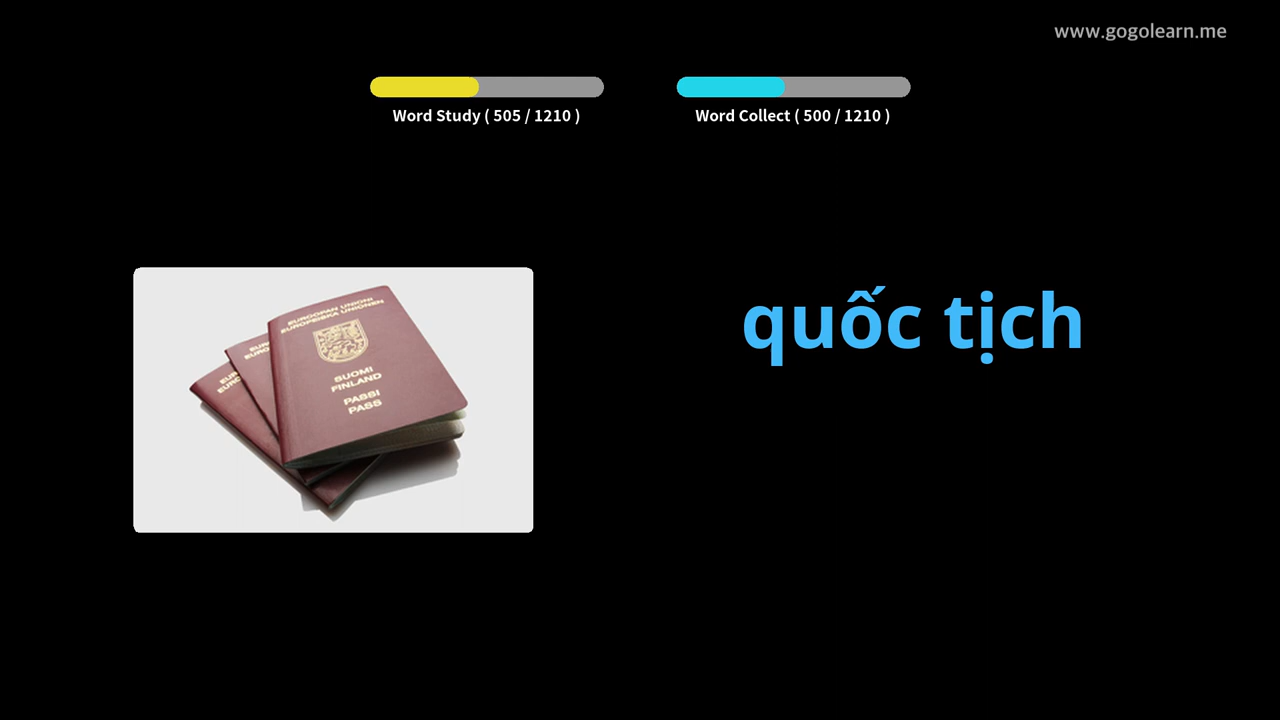 www.gogolearn.me
Word Study ( 505 / 1210 )
Word Collect ( 500 / 1210 )
quốc tịch
EUROOPAN UNIONI
EUROPEISKA UNIONEN
SUOMI
FINLAND
PASSI
PASS